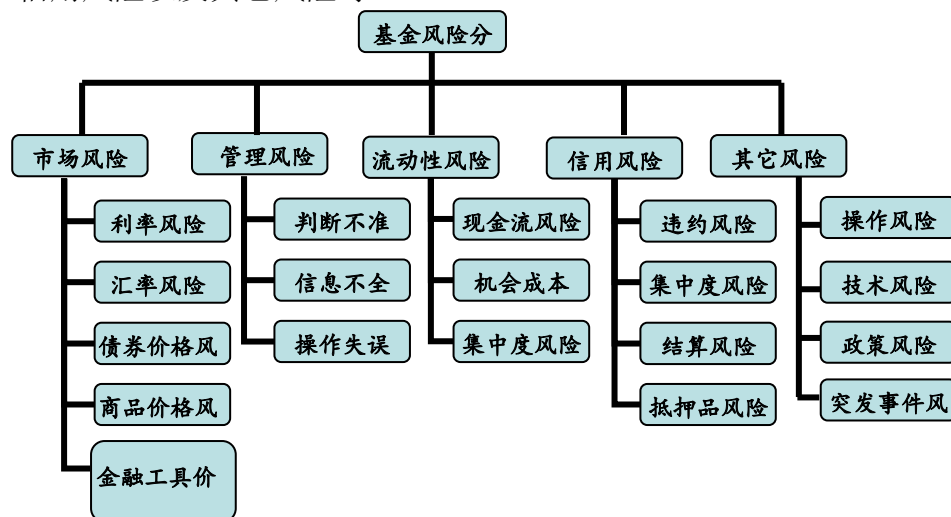 基金风险分
市场风险
管理风险
流动性风险
信用风险
其它风险
利率风险
汇率风险
债券价格风
商品价格风
金融工具价
判断不准
信息不全
操作失误
现金流风险
机会成本
集中度风险
违约风险
集中度风险
结算风险
抵押品风险
操作风险
技术风险
政策风险
突发事件风